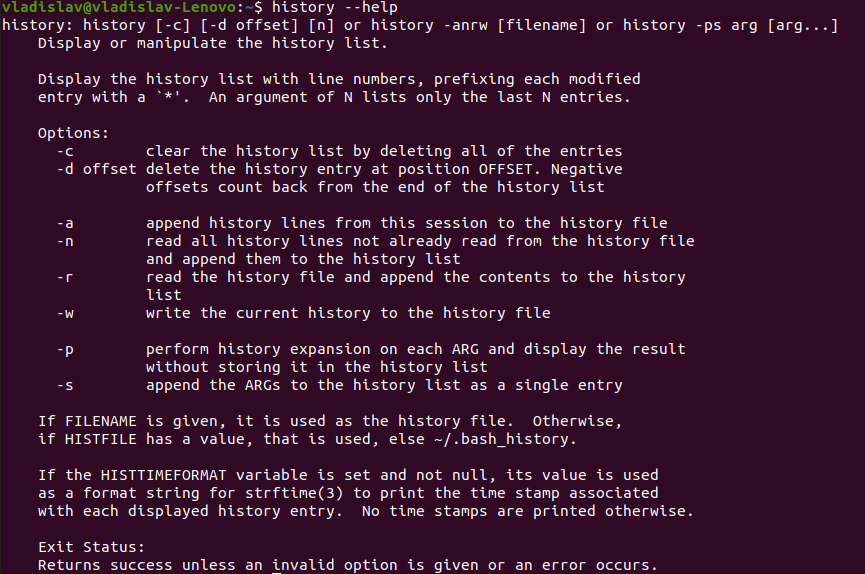 vladislav@vladislav-Lenovo:~$ history --help
history: history [-c] [-d offset] [n] or history -anrw [filename] or history -ps arg [arg...]
    Display or manipulate the history list.

    Display the history list with line numbers, prefixing each modified
    entry with a `*'.  An argument of N lists only the last N entries.

    Options:
      -c        clear the history list by deleting all of the entries
      -d offset delete the history entry at position OFFSET. Negative
                offsets count back from the end of the history list

      -a        append history lines from this session to the history file
      -n        read all history lines not already read from the history file
                and append them to the history list
      -r        read the history file and append the contents to the history
                list
      -w        write the current history to the history file

      -p        perform history expansion on each ARG and display the result
                without storing it in the history list
      -s        append the ARGs to the history list as a single entry

    If FILENAME is given, it is used as the history file.  Otherwise,
    if HISTFILE has a value, that is used, else ~/.bash_history.

    If the HISTTIMEFORMAT variable is set and not null, its value is used
    as a format string for strftime(3) to print the time stamp associated
    with each displayed history entry.  No time stamps are printed otherwise.

    Exit Status:
    Returns success unless an invalid option is given or an error occurs.